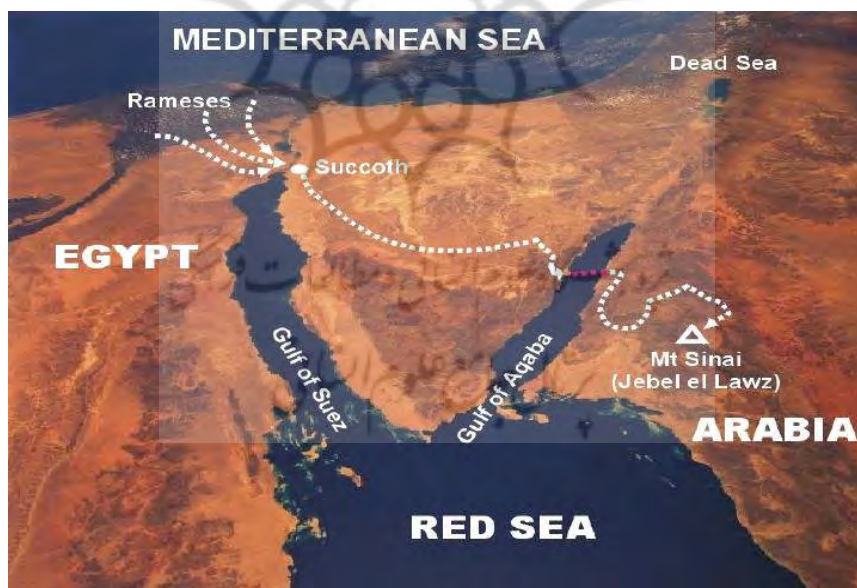 MEDITERRANEAN SEA
Dead Sea
Rameses
Succoth
EGYPT
Gulf of Suez
Gulf of Aqaba
Mt Sinai
(Jebel el Lawz)
ARABIA
RED SEA